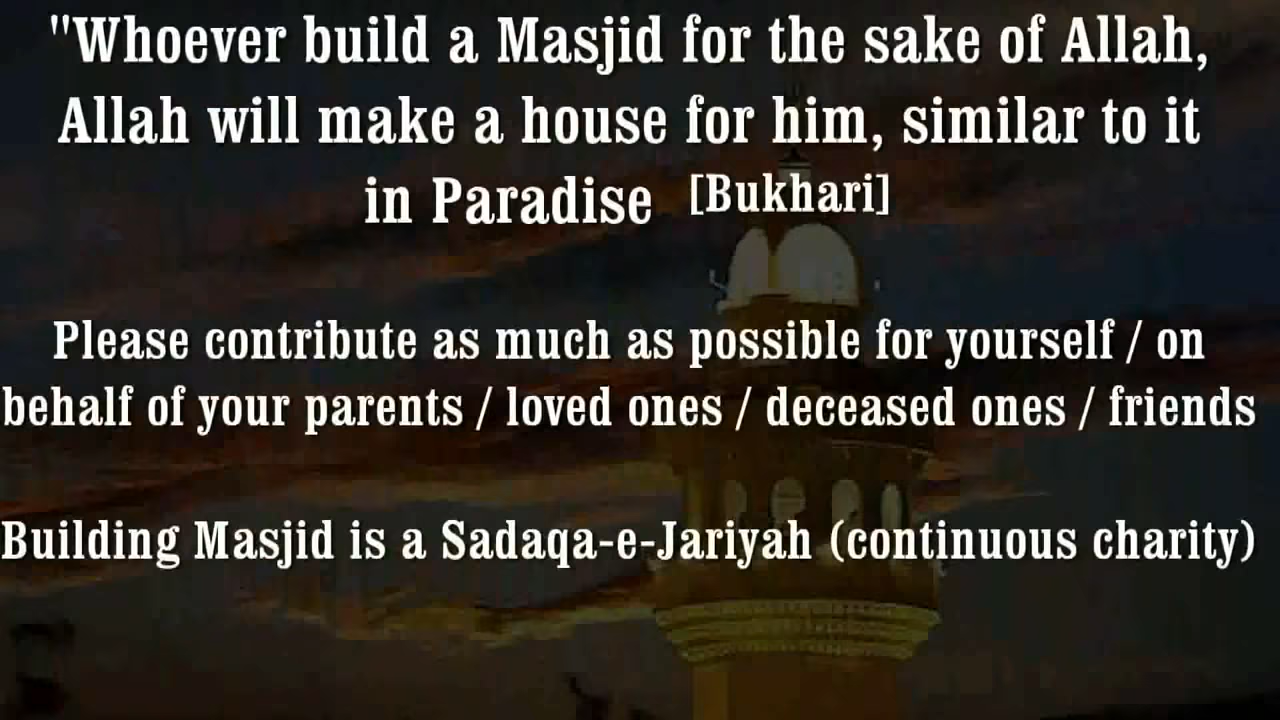 "Whoever build a Masjid for the sake of Allah,
Allah will make a house for him, similar to it
in Paradise [Bukhari]
Please contribute as much as possible for yourself / on
behalf of your parents / loved ones / deceased ones / friends
Building Masjid is a Sadaqa-e-Jariyah (continuous charity)